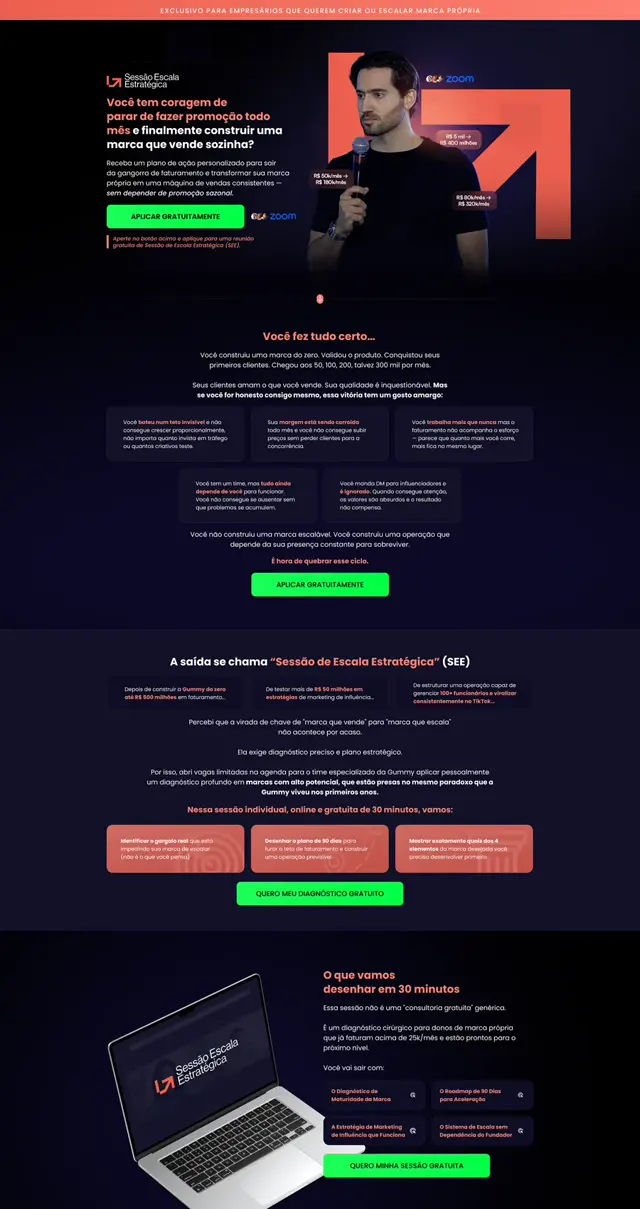 EXCLUSIVO PARA EMPRESÁRIOS QUE QUEREM CRIAR OU ESCALAR MARCA PRÓPRIA
Sessão Escala
Estratégica
Você tem coragem de
parar de fazer promoção todo
mês e finalmente construir uma
marca que vende sozinha?
Receba um plano de ação personalizado para sair
da gangorra de faturamento e transformar sua marca
própria em uma máquina de vendas consistentes —
sem depender de promoção sazonal.
APLICAR GRATUITAMENTE
zoom
Aperte no botão acima e aplique para uma reunião
gratuita de Sessão de Escala Estratégica (SEE).
zoom
R$ 5 mil →
R$ 400 milhões
R$ 50k/mês →
R$ 180k/mês
R$ 80k/mês →
R$ 320k/mês
Você fez tudo certo...
Você construiu uma marca do zero. Validou o produto. Conquistou seus
primeiros clientes. Chegou aos 50, 100, 200, talvez 300 mil por mês.
Seus clientes amam o que você vende. Sua qualidade é inquestionável. Mas
se você for honesto consigo mesmo, essa vitória tem um gosto amargo:
Você bateu num teto invisível e não
consegue crescer proporcionalmente,
não importa quanto invista em tráfego
ou quantos criativos teste.
Sua margem está sendo corroída
todo mês e você não consegue subir
preços sem perder clientes para a
concorrência.
Você trabalha mais que nunca mas o
faturamento não acompanha o esforço
— parece que quanto mais você corre,
mais fica no mesmo lugar.
Você tem um time, mas tudo ainda
depende de você para funcionar.
Você não consegue se ausentar sem
que problemas se acumulem.
Você manda DM para influenciadores e
é ignorado. Quando consegue atenção,
os valores são absurdos e o resultado
não compensa.
Você não construiu uma marca escalável. Você construiu uma operação que
depende da sua presença constante para sobreviver.
É hora de quebrar esse ciclo.
APLICAR GRATUITAMENTE
A saída se chama “Sessão de Escala Estratégica” (SEE)
Depois de construir a Gummy do zero
até R$ 500 milhões em faturamento...
De testar mais de R$ 50 milhões em
estratégias de marketing de influência...
De estruturar uma operação capaz de
gerenciar 100+ funcionários e viralizar
consistentemente no TikTok...
Percebi que a virada de chave de "marca que vende" para "marca que escala"
não acontece por acaso.
Ela exige diagnóstico preciso e plano estratégico.
Por isso, abri vagas limitadas na agenda para o time especializado da Gummy aplicar pessoalmente
um diagnóstico profundo em marcas com alto potencial, que estão presas no mesmo paradoxo que a
Gummy viveu nos primeiros anos.
Nessa sessão individual, online e gratuita de 30 minutos, vamos:
Identificar o gargalo real que está
impedindo sua marca de escalar
(não é o que você pensa)
Desenhar o plano de 90 dias para
furar o teto de faturamento e construir
uma operação previsível
Mostrar exatamente quais dos 4
elementos da marca desejada você
precisa desenvolver primeiro
QUERO MEU DIAGNÓSTICO GRATUITO
Sessão Escala
Estratégica
O que vamos
desenhar em 30 minutos
Essa sessão não é uma "consultoria gratuita" genérica.
É um diagnóstico cirúrgico para donos de marca própria
que já faturam acima de 25k/mês e estão prontos para o
próximo nível.
Você vai sair com:
O Diagnóstico de
Maturidade da Marca
O Roadmap de 90 Dias
para Aceleração
A Estratégia de Marketing
de Influência que Funciona
O Sistema de Escala sem
Dependência do Fundador
QUERO MINHA SESSÃO GRATUITA